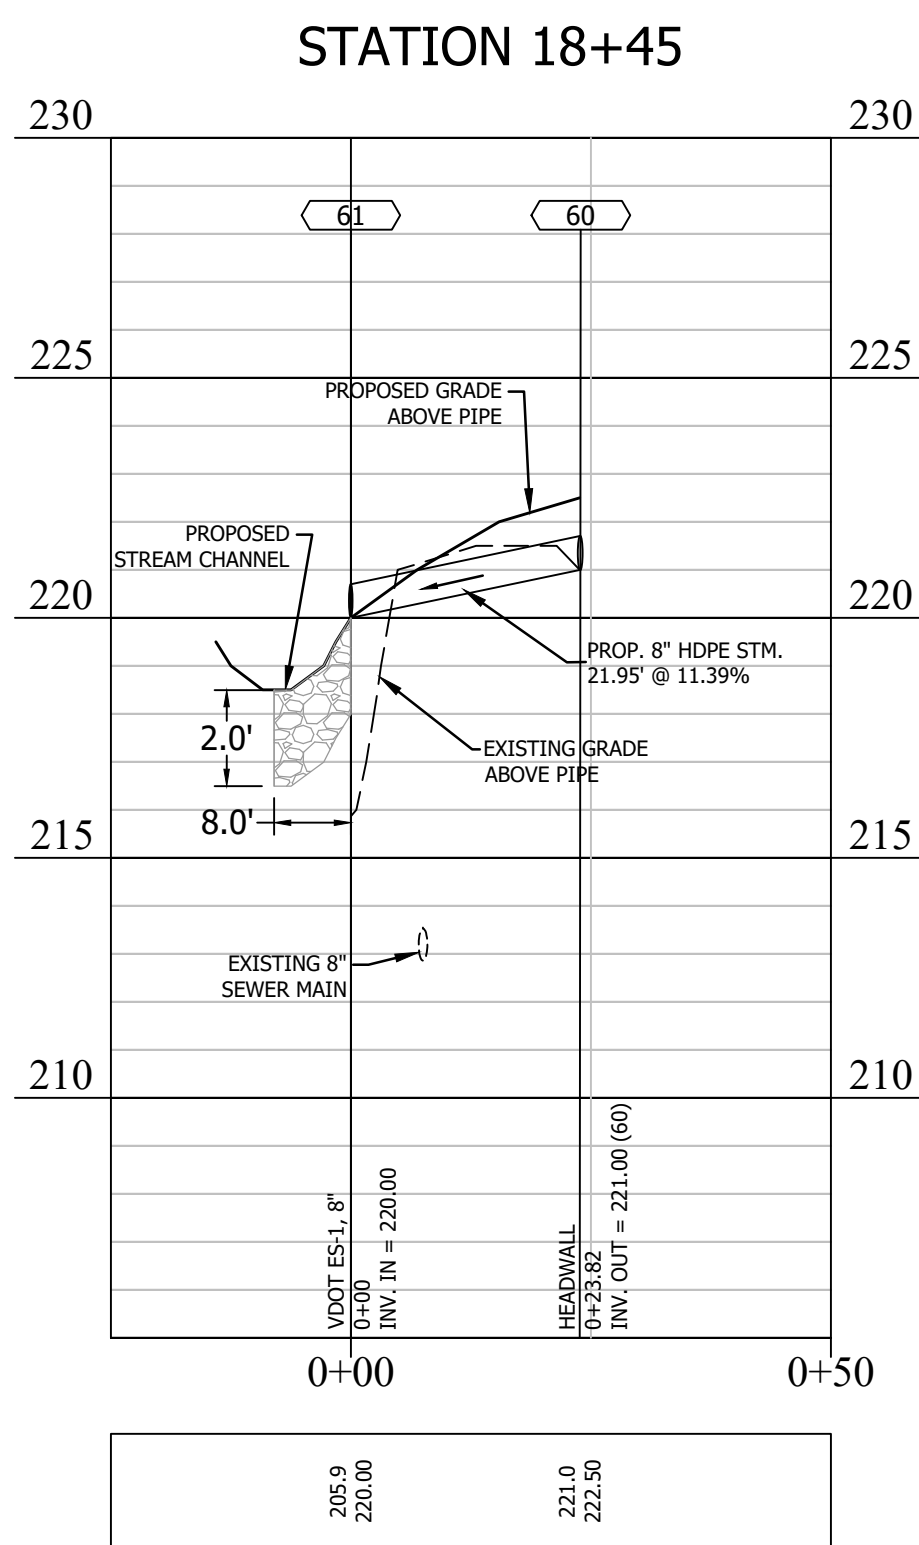 STATION 18+45
230
230
61
60
225
225
PROPOSED GRADE
ABOVE PIPE
PROPOSED
STREAM CHANNEL
220
220
PROP. 8" HDPE STM.
21.95' @ 11.39%
2.0'
EXISTING GRADE
ABOVE PIPE
8.0'
215
215
EXISTING 8"
SEWER MAIN
210
210
VDOT ES-1, 8"
0+00
INV. IN = 220.00
HEADWALL
0+23.82
INV. OUT = 221.00 (60)
0+00
0+50
205.9
220.00
221.0
222.50